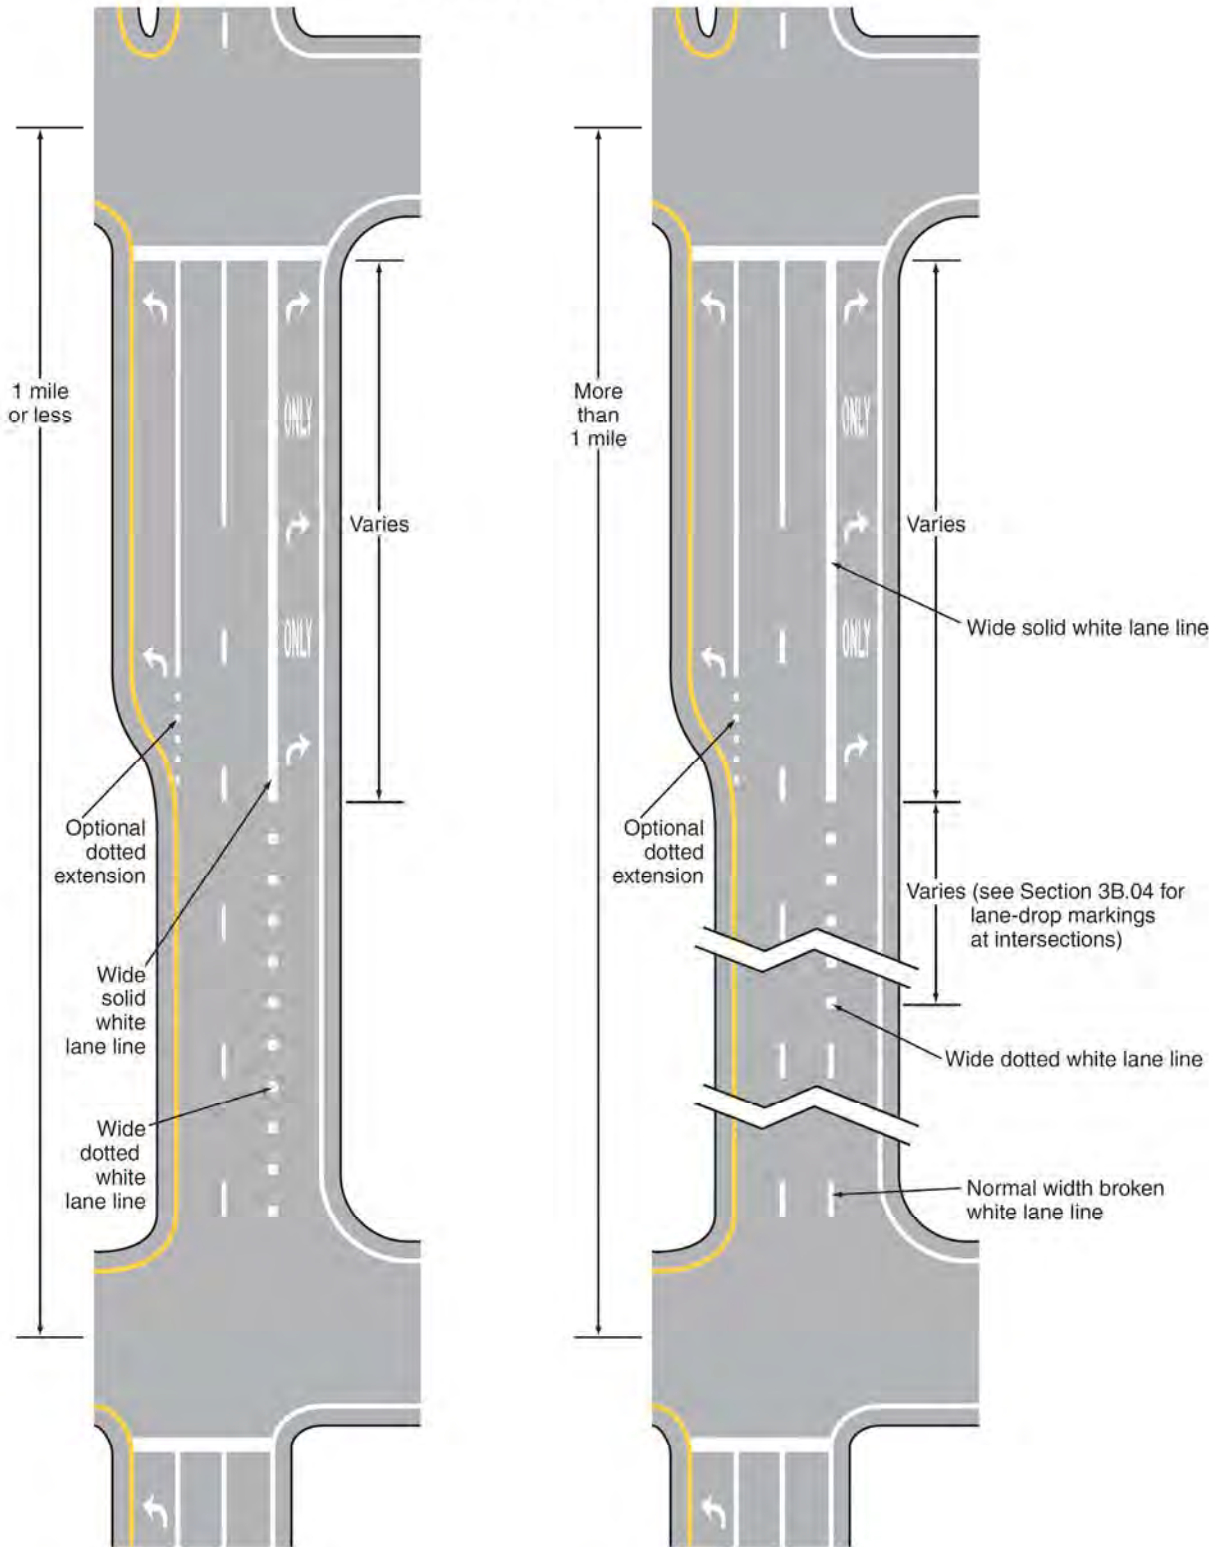 1 mile
or less
ONLY
Varies
ONLY
Optional
dotted
extension
Wide
solid
white
lane line
Wide
dotted
white
lane line
More
than
1 mile
ONLY
Varies
Wide solid white lane line
ONLY
Optional
dotted
extension
Varies (see Section 3B.04 for
lane-drop markings
at intersections)
Wide dotted white lane line
Normal width broken
white lane line